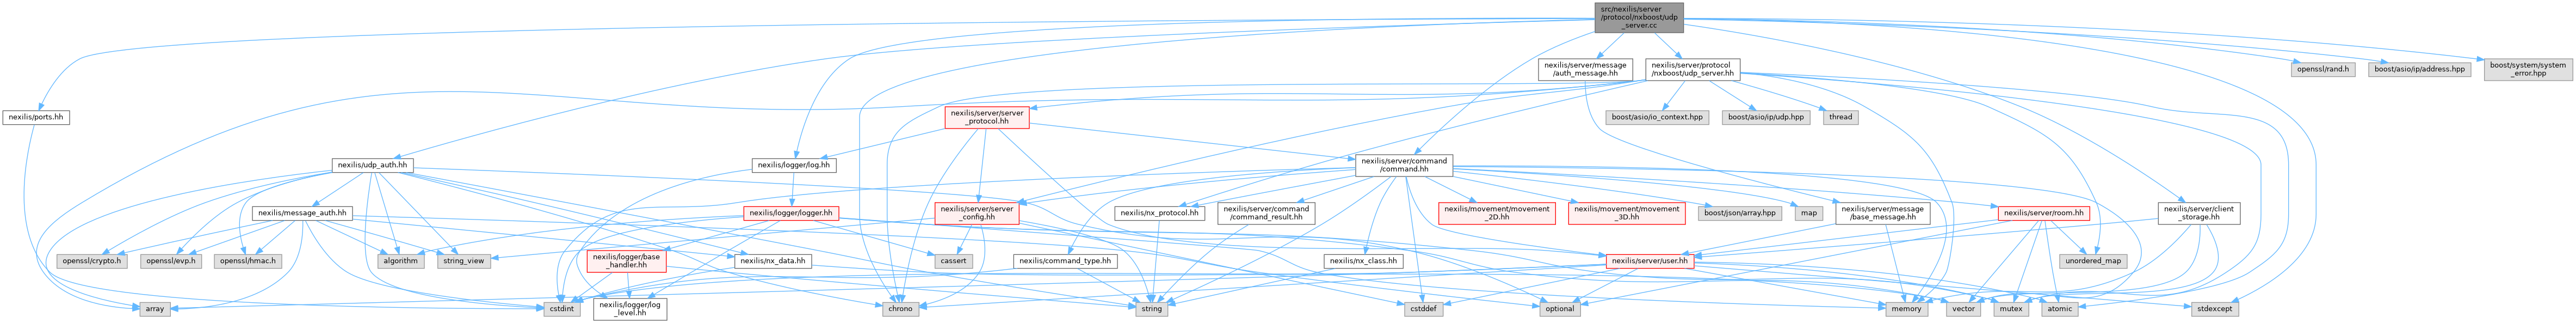 src/nexilis/server
/protocol/nxboost/udp
_server.cc
nexilis/server/message
/auth_message.hh
nexilis/server/protocol
/nxboost/udp_server.hh
openssl/rand.h
boost/asio/ip/address.hpp
boost/system/system
_error.hpp
nexilis/ports.hh
nexilis/server/server
_protocol.hh
boost/asio/io_context.hpp
boost/asio/ip/udp.hpp
thread
nexilis/udp_auth.hh
nexilis/logger/log.hh
nexilis/server/command
/command.hh
nexilis/message_auth.hh
nexilis/logger/logger.hh
nexilis/server/server
_config.hh
nexilis/nx_protocol.hh
nexilis/server/command
/command_result.hh
nexilis/movement/movement
_2D.hh
nexilis/movement/movement
_3D.hh
boost/json/array.hpp
map
nexilis/server/message
/base_message.hh
nexilis/server/room.hh
nexilis/server/client
_storage.hh
openssl/crypto.h
openssl/evp.h
openssl/hmac.h
algorithm
string_view
nexilis/logger/base
_handler.hh
nexilis/nx_data.hh
cassert
nexilis/command_type.hh
nexilis/nx_class.hh
nexilis/server/user.hh
unordered_map
array
cstdint
nexilis/logger/log
_level.hh
chrono
string
cstddef
optional
memory
vector
mutex
atomic
stdexcept